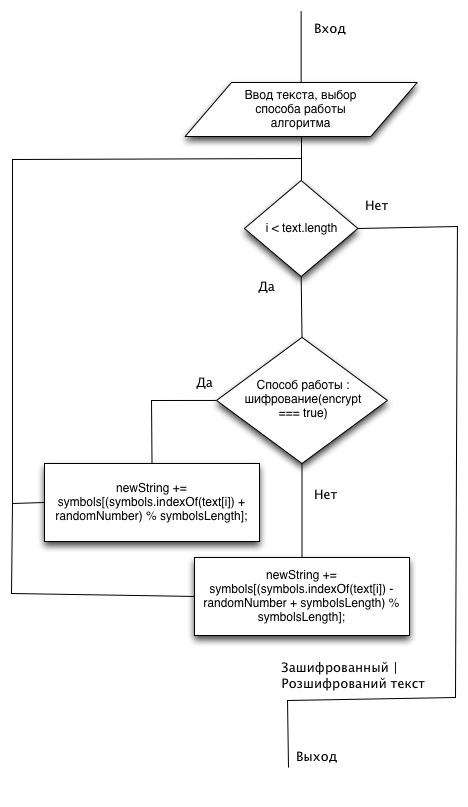 Вход
Ввод текста, выбор
способа работы
алгоритма
i < text.length
Нет
Да
Способ работы :
шифрование(encrypt
=== true)
Да
Нет
newString +=
symbols[(symbols.indexOf(text[i]) +
randomNumber) % symbolsLength];
newString +=
symbols[(symbols.indexOf(text[i]) -
randomNumber + symbolsLength) %
symbolsLength];
Зашифрованный |
Розшифрований текст
Выход